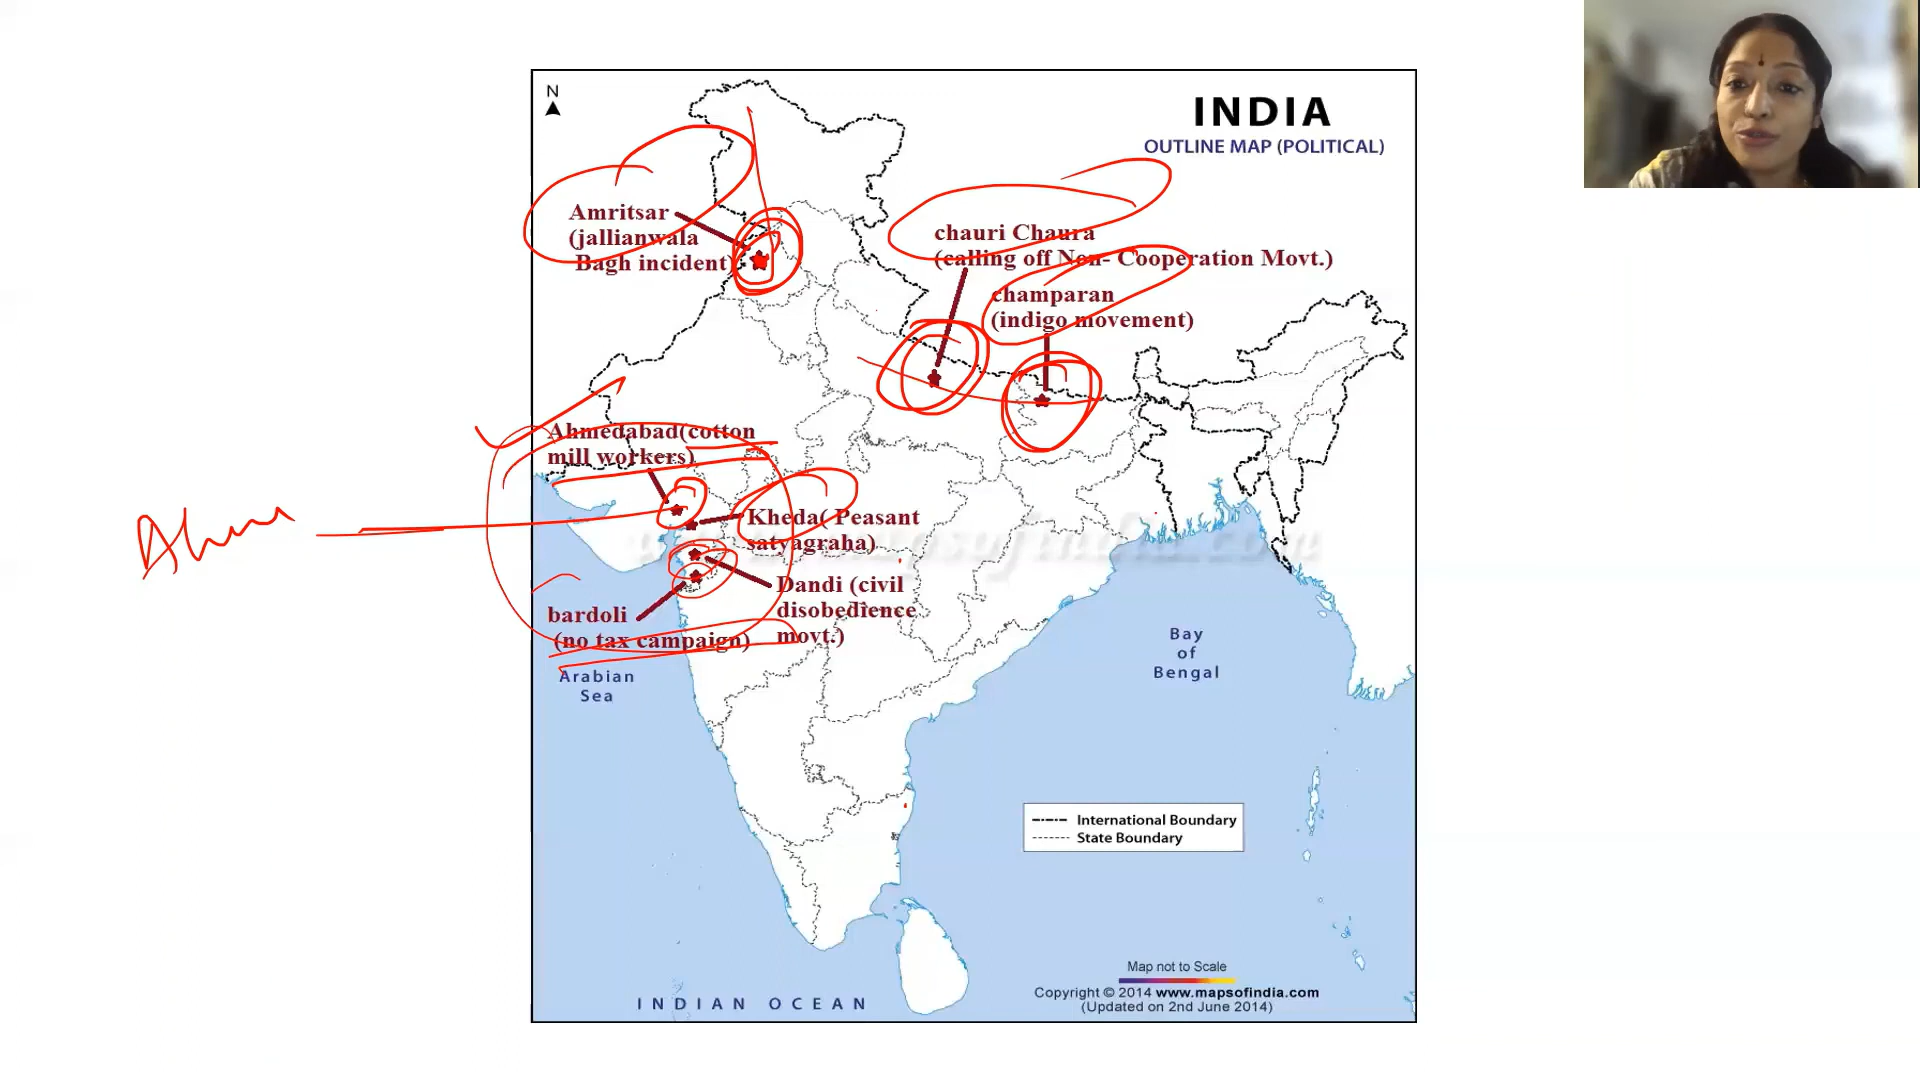 N
INDIA
OUTLINE MAP (POLITICAL)
Amritsar
(jallianwala
Bagh incident)
chauri Chaura
(calling off Non- Cooperation Movt.)
champaran
(indigo movement)
Ahmedabad(cotton
mill workers)
Kheda( Peasant
satyagraha)
Dandi (civil
disobedience
movt.)
bardoli
(no tax campaign)
Arabian
Sea
Bay
of
Bengal
International Boundary
State Boundary
Map not to Scale
Copyright © 2014 www.mapsofindia.com
(Updated on 2nd June 2014)
INDIAN OCEAN